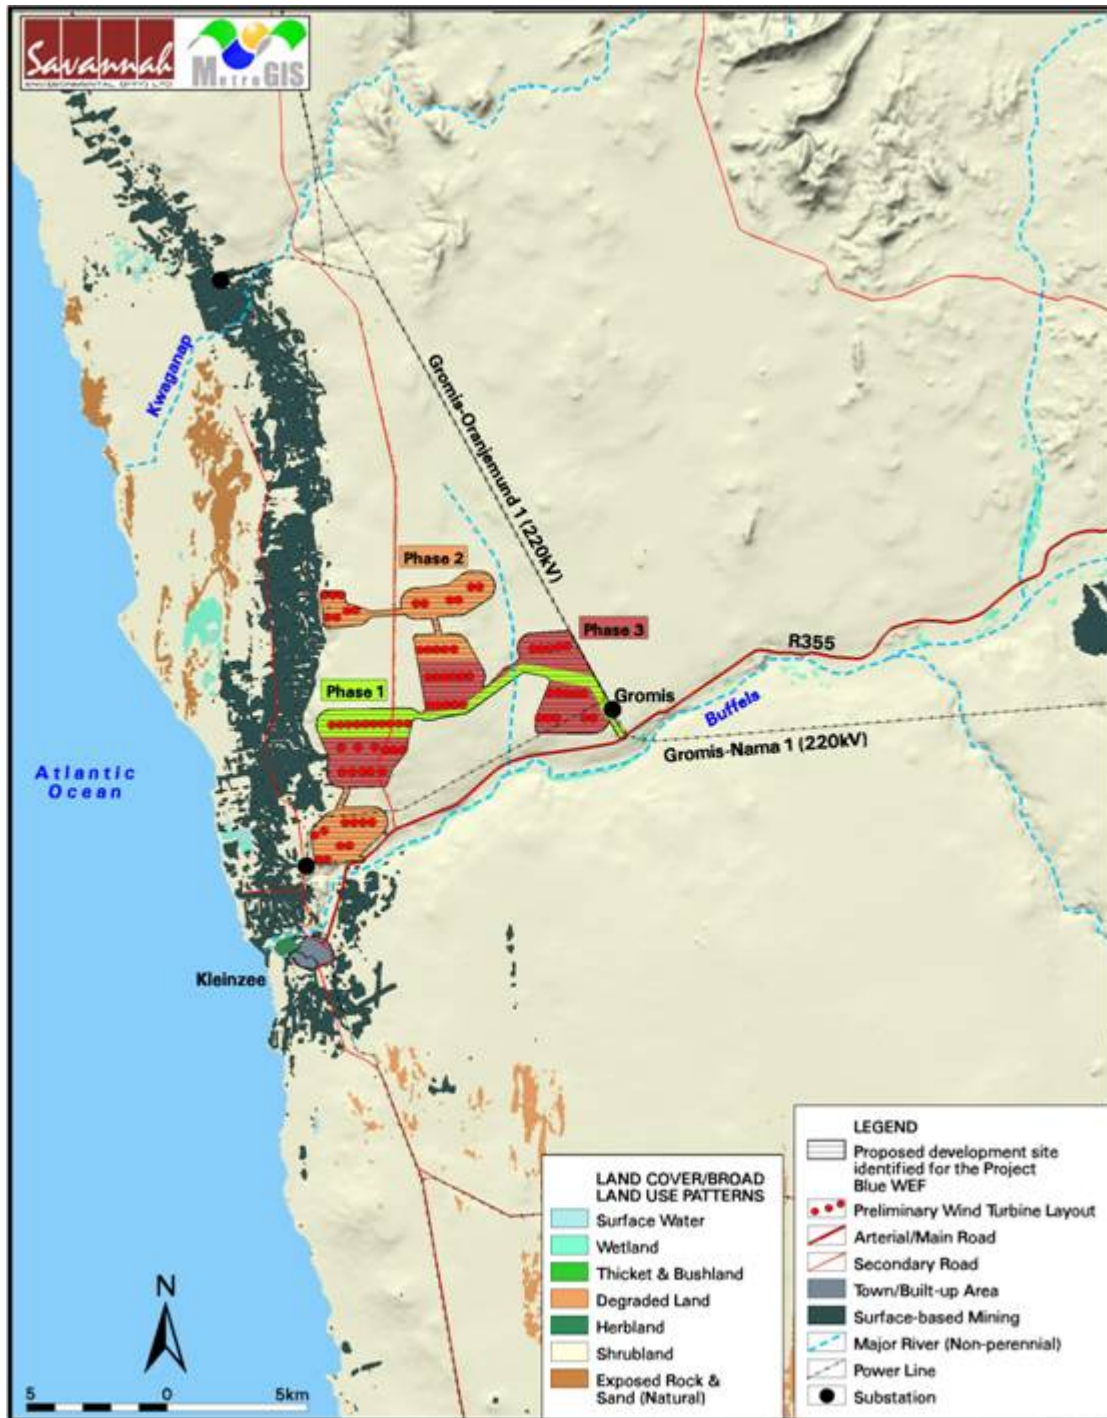 Savannah
ENVIRONMENTAL (PTY) LTD
MetroGIS
Kwaganap
Gromis-Oranjemund 1 (220kV)
Phase 2
Phase 3
R355
Phase 1
Gromis
Buffels
Gromis-Nama 1 (220kV)
Atlantic
Ocean
Kleinzee
LAND COVER/BROAD
LAND USE PATTERNS
Surface Water
Wetland
Thicket & Bushland
Degraded Land
Herbland
Shrubland
Exposed Rock &
Sand (Natural)
LEGEND
Proposed development site
identified for the Project
Blue WEF
Preliminary Wind Turbine Layout
Arterial/Main Road
Secondary Road
Town/Built-up Area
Surface-based Mining
Major River (Non-perennial)
Power Line
Substation
N
5 0 5km